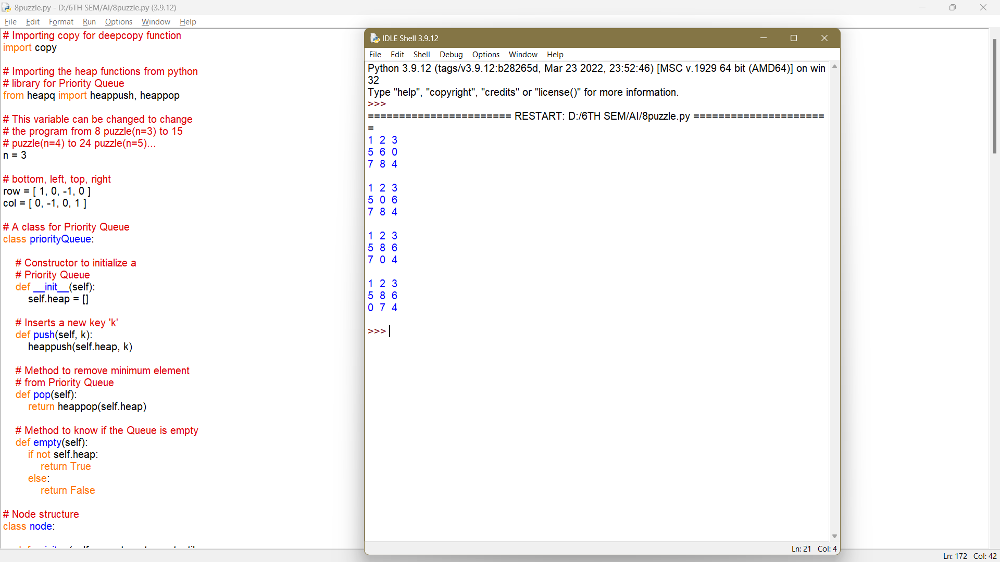 8puzzle.py - D:/6TH SEM/AI/8puzzle.py (3.9.12)
File Edit Format Run Options Window Help
# Importing copy for deepcopy function
import copy
# Importing the heap functions from python
# library for Priority Queue
from heapq import heappush, heappop
# This variable can be changed to change
# the program from 8 puzzle(n=3) to 15
# puzzle(n=4) to 24 puzzle(n=5)...
n = 3
# bottom, left, top, right
row = [ 1, 0, -1, 0 ]
col = [ 0, -1, 0, 1 ]
# A class for Priority Queue
class priorityQueue:
# Constructor to initialize a
# Priority Queue
def __init__(self):
self.heap = []
# Inserts a new key 'k'
def push(self, k):
heappush(self.heap, k)
# Method to remove minimum element
# from Priority Queue
def pop(self):
return heappop(self.heap)
# Method to know if the Queue is empty
def empty(self):
if not self.heap:
return True
else:
return False
# Node structure
class node:
Ln: 172 Col: 42
IDLE Shell 3.9.12
File Edit Shell Debug Options Window Help
Python 3.9.12 (tags/v3.9.12:b28265d, Mar 23 2022, 23:52:46) [MSC v.1929 64 bit (AMD64)] on win
32
Type "help", "copyright", "credits" or "license()" for more information.
>>>
======================= RESTART: D:/6TH SEM/AI/8puzzle.py =====================
=
1 2 3
5 6 0
7 8 4
1 2 3
5 0 6
7 8 4
1 2 3
5 8 6
7 0 4
1 2 3
5 8 6
0 7 4
>>>
Ln: 21 Col: 4